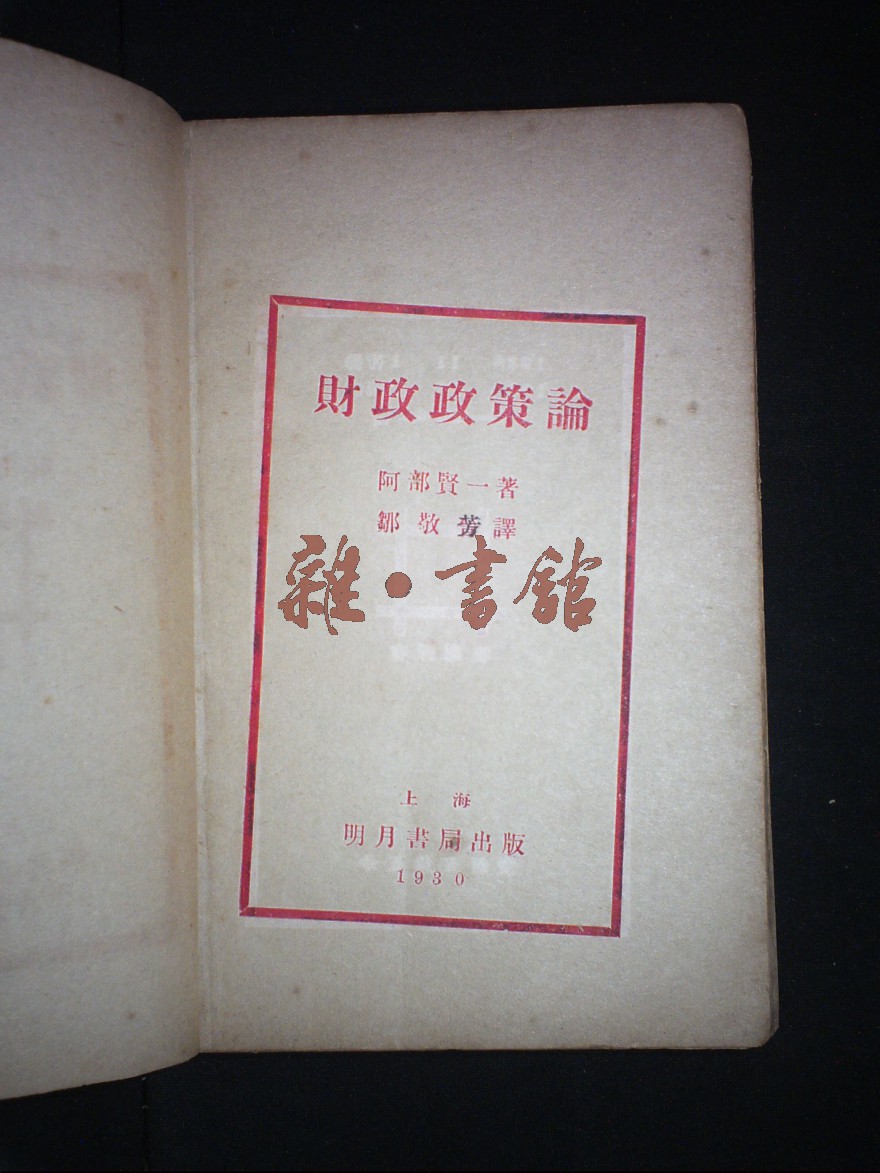 財政政策論
阿部賢一著
鄒敬芳譯
雜·書館
上海
明月書局出版
1930